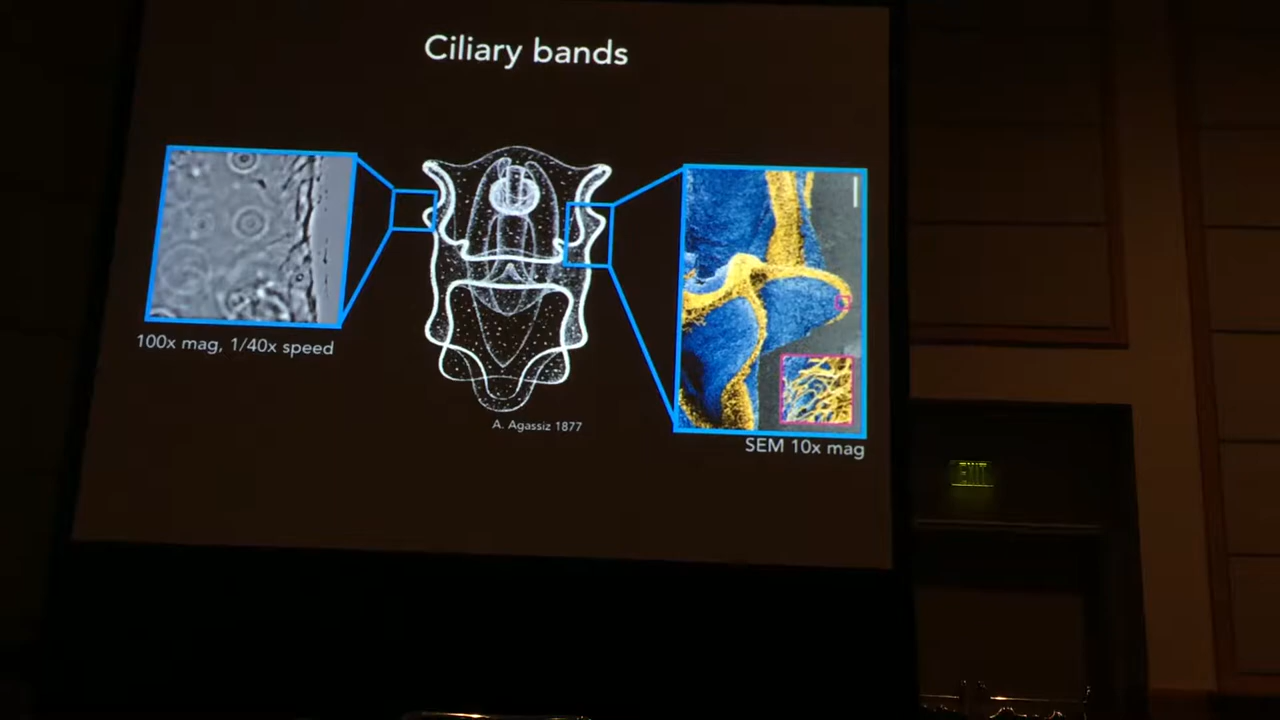 Ciliary bands
100x mag, 1/40x speed
A. Agassiz 1877
SEM 10x mag
EXIT